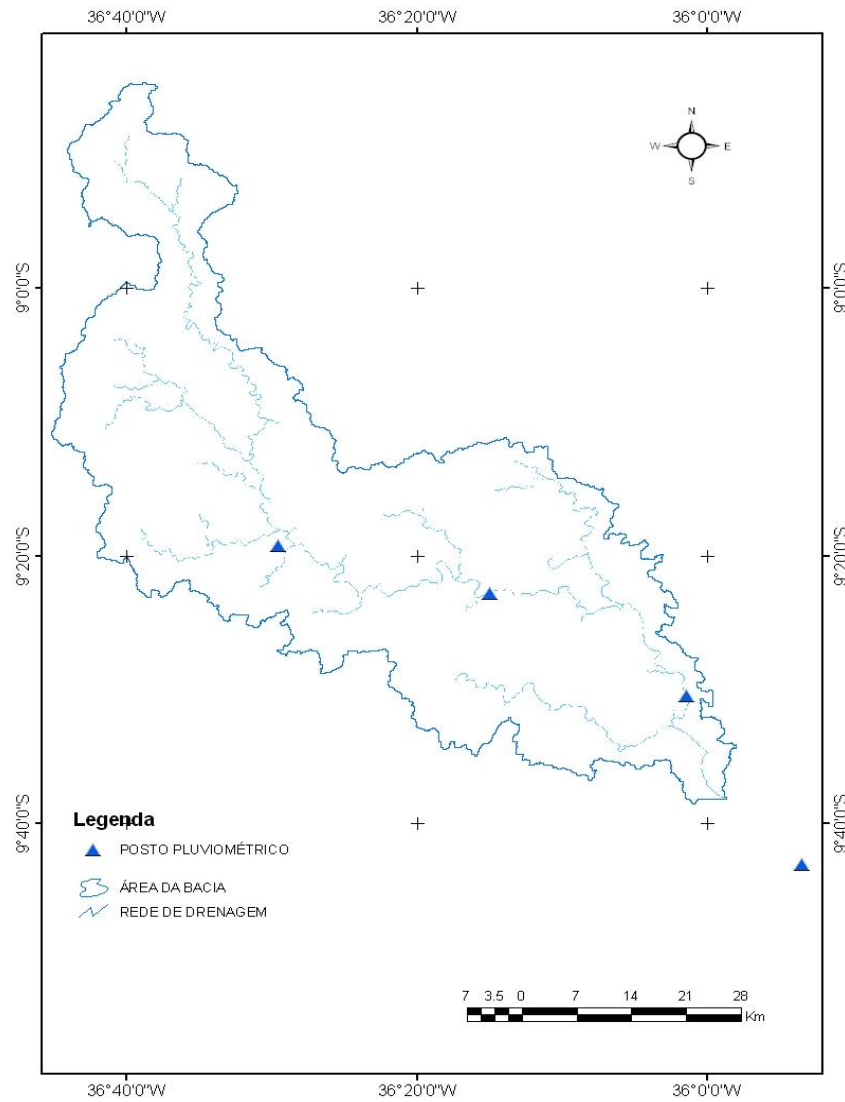 36°40'0"W 36°20'0"W 36°0'0"W
N
W E
S
9°0'0"S 9°0'0"S
9°20'0"S 9°20'0"S
9°40'0"S 9°40'0"S
Legenda
POSTO PLUVIOMÉTRICO
ÁREA DA BACIA
REDE DE DRENAGEM
7 3.5 0 7 14 21 28
Km
36°40'0"W 36°20'0"W 36°0'0"W